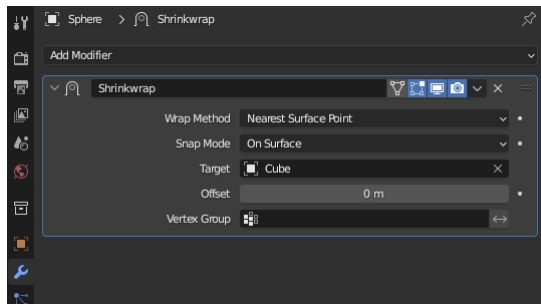 Sphere > Shrinkwrap
Add Modifier
Shrinkwrap
Wrap Method Nearest Surface Point
Snap Mode On Surface
Target Cube
Offset 0 m
Vertex Group